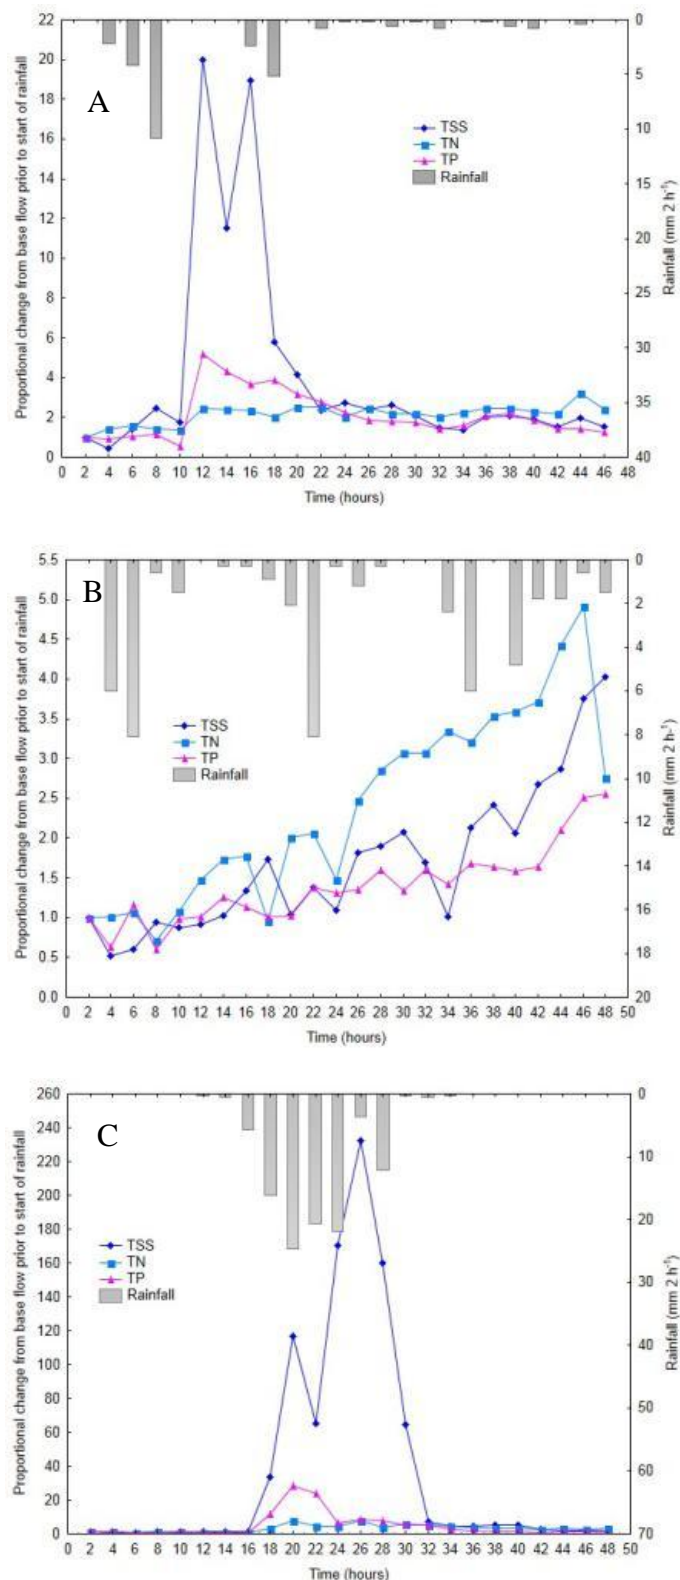 A
Proportional change from base flow prior to start of rainfall
22
20
18
16
14
12
10
8
6
4
2
0
TSS
TN
TP
Rainfall
0
5
10
15
20
25
30
35
40
Rainfall (mm 2 h-1)
0 2 4 6 8 10 12 14 16 18 20 22 24 26 28 30 32 34 36 38 40 42 44 46 48
Time (hours)
B
Proportional change from base flow prior to start of rainfall
5.5
5.0
4.5
4.0
3.5
3.0
2.5
2.0
1.5
1.0
0.5
0.0
TSS
TN
TP
Rainfall
0
2
4
6
8
10
12
14
16
18
20
Rainfall (mm 2 h-1)
0 2 4 6 8 10 12 14 16 18 20 22 24 26 28 30 32 34 36 38 40 42 44 46 48 50
Time (hours)
C
Proportional change from base flow prior to start of rainfall
260
240
220
200
180
160
140
120
100
80
60
40
20
0
TSS
TN
TP
Rainfall
0
10
20
30
40
50
60
70
Rainfall (mm 2 h-1)
0 2 4 6 8 10 12 14 16 18 20 22 24 26 28 30 32 34 36 38 40 42 44 46 48 50
Time (hours)